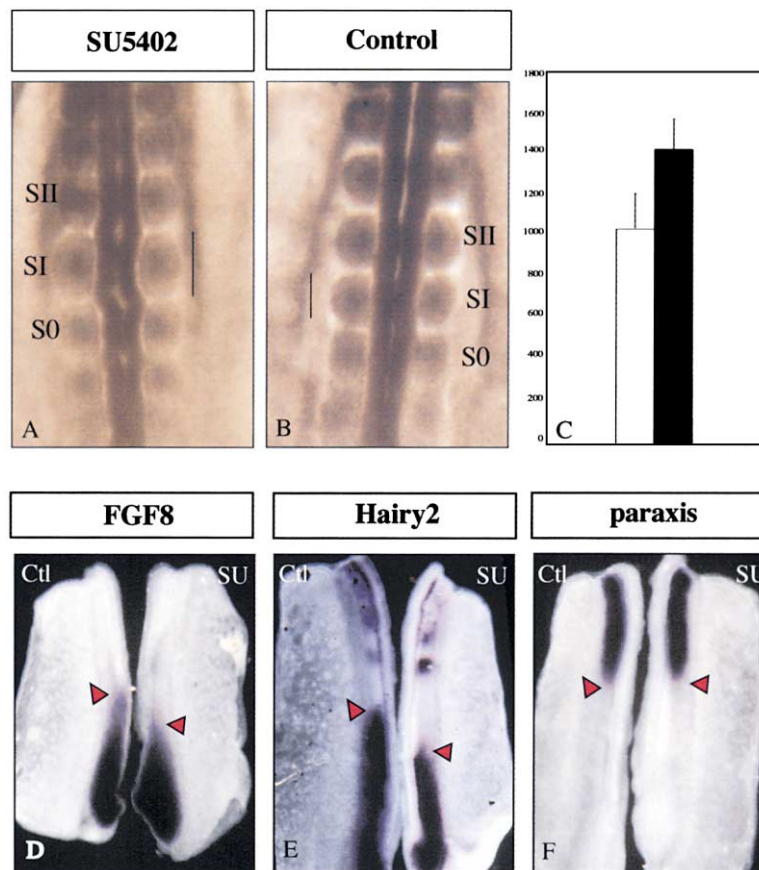 SU5402
Control
SII
SI
S0
A
SII
SI
S0
B
1800
1600
1400
1200
1000
800
600
400
200
0
C
FGF8
Hairy2
paraxis
Ctl SU
D
Ctl SU
E
Ctl SU
F